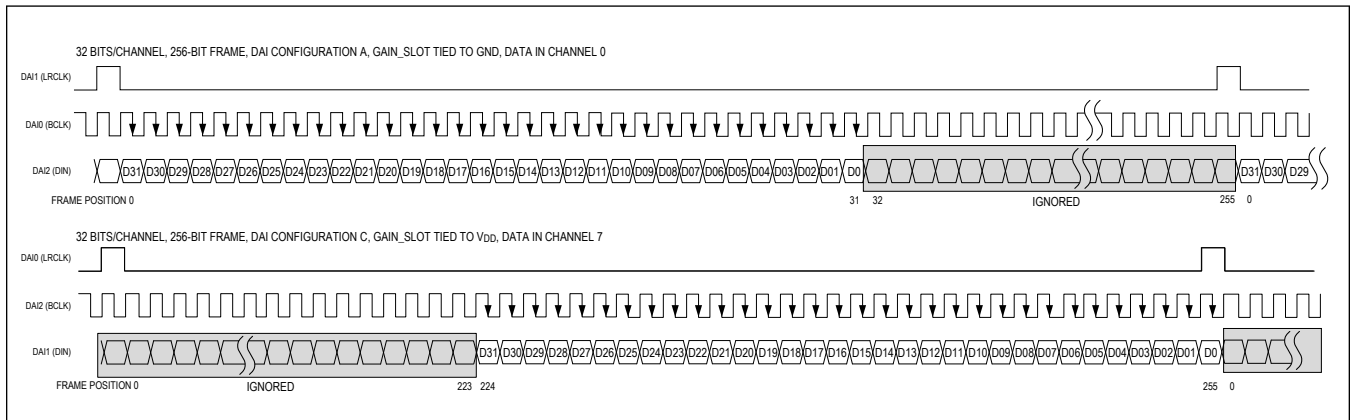 32 BITS/CHANNEL, 256-BIT FRAME, DAI CONFIGURATION A, GAIN_SLOT TIED TO GND, DATA IN CHANNEL 0
DAI1 (LRCLK)
DAI0 (BCLK)
DAI2 (DIN) D31 D30 D29 D28 D27 D26 D25 D24 D23 D22 D21 D20 D19 D18 D17 D16 D15 D14 D13 D12 D11 D10 D09 D08 D07 D06 D05 D04 D03 D02 D01 D0 D31 D30 D29
FRAME POSITION 0 31 32 IGNORED 255 0
32 BITS/CHANNEL, 256-BIT FRAME, DAI CONFIGURATION C, GAIN_SLOT TIED TO VDD, DATA IN CHANNEL 7
DAI0 (LRCLK)
DAI2 (BCLK)
DAI1 (DIN) D31 D30 D29 D28 D27 D26 D25 D24 D23 D22 D21 D20 D19 D18 D17 D16 D15 D14 D13 D12 D11 D10 D09 D08 D07 D06 D05 D04 D03 D02 D01 D0
FRAME POSITION 0 IGNORED 223 224 255 0